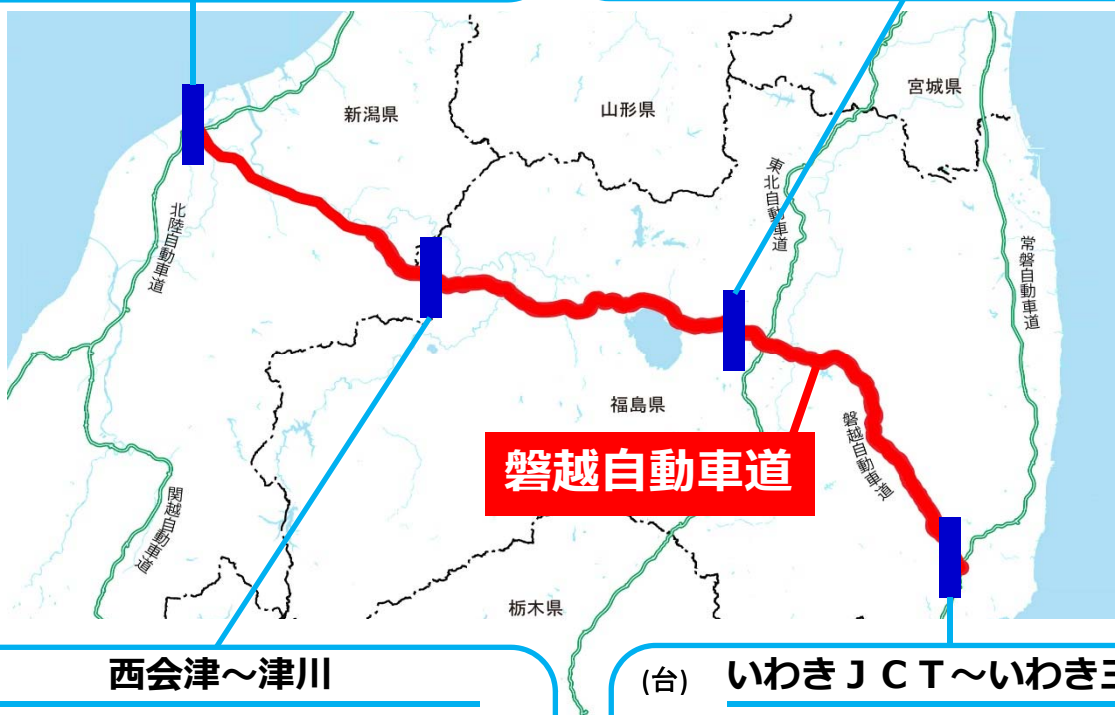 新潟県
山形県
宮城県
東北自動車道
北陸自動車道
常磐自動車道
福島県
磐越自動車道
磐越自動車道
関越自動車道
栃木県
西会津～津川
(台) いわきＪＣＴ～いわき三